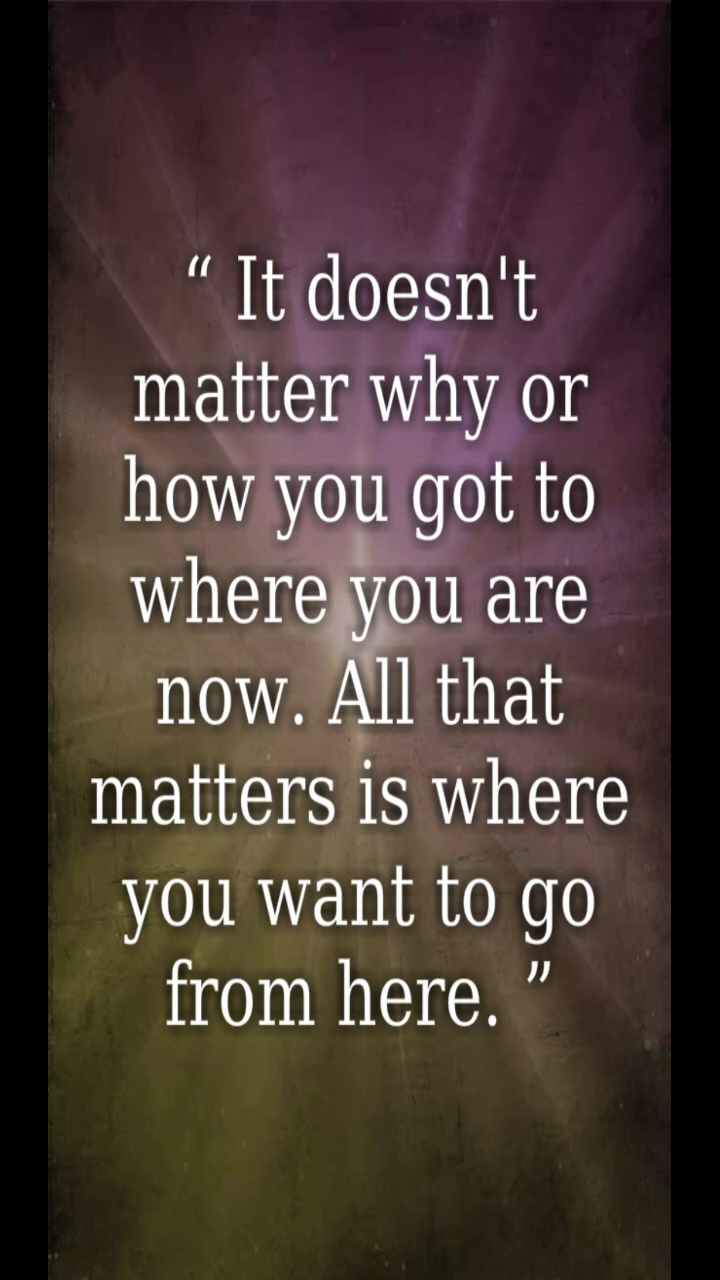 “ It doesn't
matter why or
how you got to
where you are
now. All that
matters is where
you want to go
from here. ”